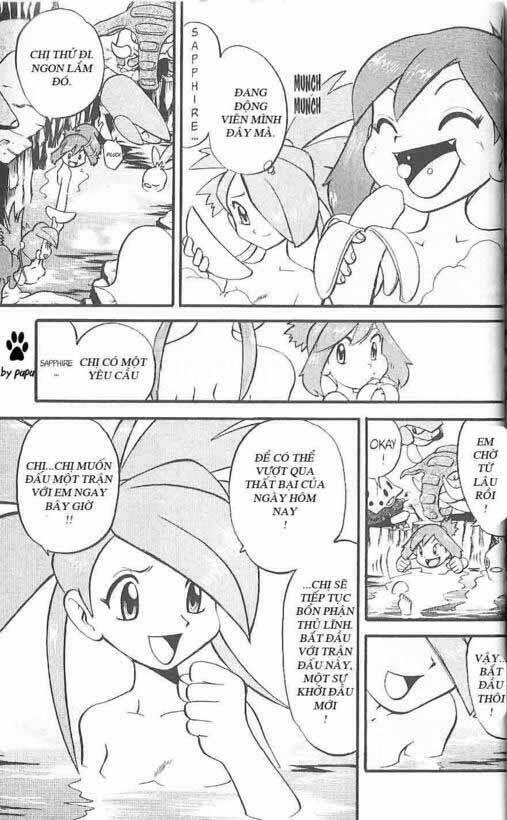 MUNCH
MUNCH
ĐANG
ĐỘNG
VIÊN MÌNH
ĐÂY MÀ.
SAPPHIRE...
CHỊ THỬ ĐI.
NGON LẮM
ĐÓ.
PLUCK
SAPPHIRE
...
CHỊ CÓ MỘT
YÊU CẦU
by papu
EM
CHỜ
TỪ
LÂU
RỒI !
OKAY
!
ĐỂ CÓ THỂ
VƯỢT QUA
THẤT BẠI CỦA
NGÀY HÔM
NAY
!
CHỊ...CHỊ MUỐN
ĐẤU MỘT TRẬN
VỚI EM NGAY
BÂY GIỜ
!!
...CHỊ SẼ
TIẾP TỤC
BỔN PHẬN
THỦ LĨNH.
BẮT ĐẦU
VỚI TRẬN
ĐẤU NÀY,
MỘT SỰ
KHỞI ĐẦU
MỚI
!
VẬY...
BẮT
ĐẦU
THÔI
!